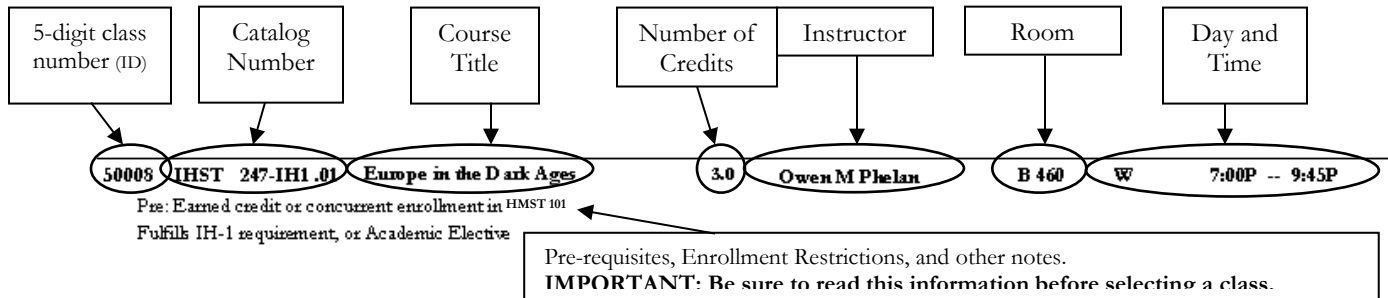 5-digit class
number (ID)
Catalog
Number
Course
Title
Number of
Credits
Instructor
Room
Day and
Time
50008 IHST 247-IH1 .01 Europe in the Dark Ages 3.0 Owen M Phelan B 460 W 7:00P -- 9:45P
Pre: Earned credit or concurrent enrollment in HMST 101
Fulfills IH-1 requirement, or Academic Elective
Pre-requisites, Enrollment Restrictions, and other notes.
IMPORTANT: Be sure to read this information before selecting a class.